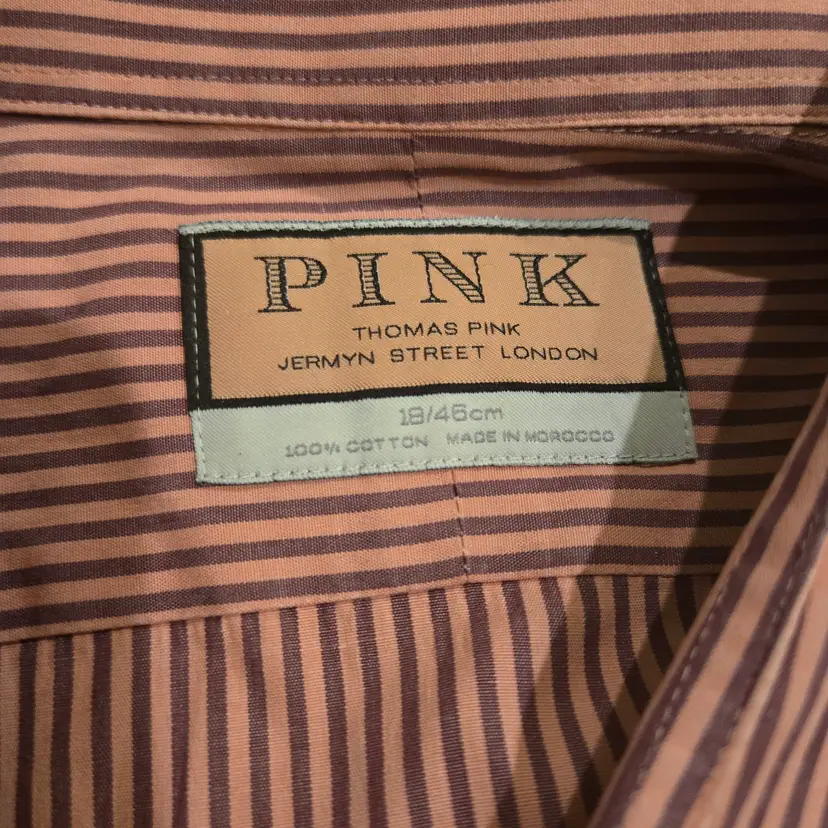 PINK
THOMAS PINK
JERMYN STREET LONDON
18/46cm
100% COTTON MADE IN MOROCCO